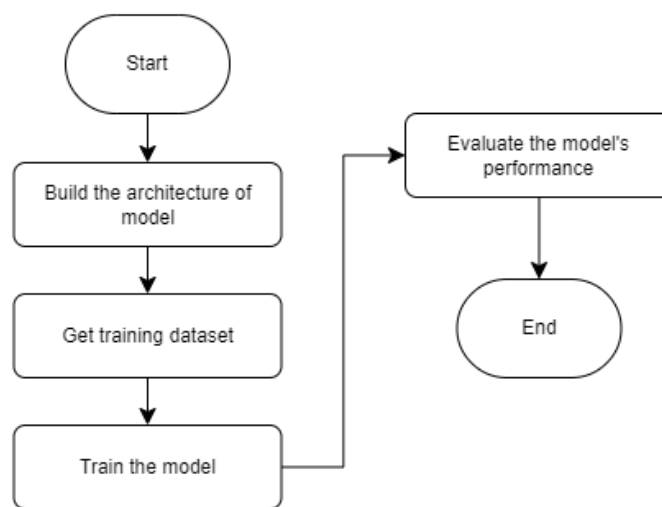 Start
Build the architecture of
model
Get training dataset
Train the model
Evaluate the model's
performance
End